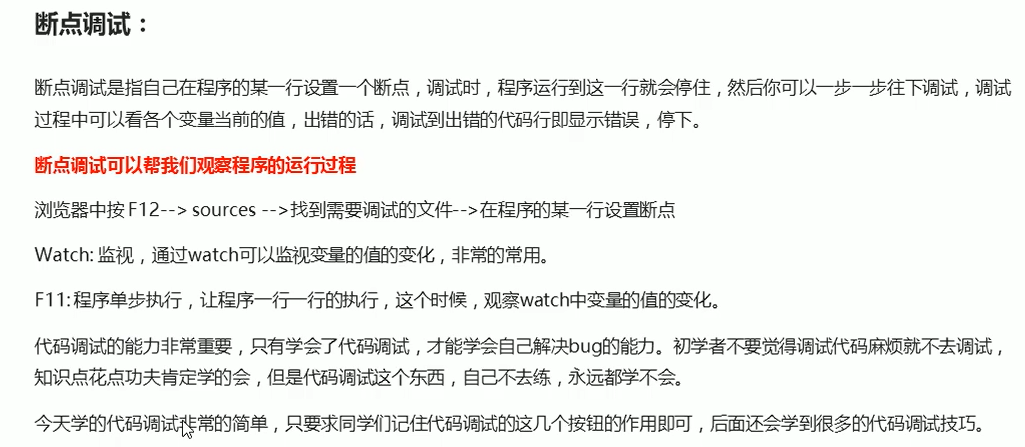 断点调试：
断点调试是指自己在程序的某一行设置一个断点，调试时，程序运行到这一行就会停住，然后你可以一步一步往下调试，调试
过程中可以看各个变量当前的值，出错的话，调试到出错的代码行即显示错误，停下。
断点调试可以帮我们观察程序的运行过程
浏览器中按 F12--> sources -->找到需要调试的文件-->在程序的某一行设置断点
Watch: 监视，通过watch可以监视变量的值的变化，非常的常用。
F11: 程序单步执行，让程序一行一行的执行，这个时候，观察watch中变量的值的变化。
代码调试的能力非常重要，只有学会了代码调试，才能学会自己解决bug的能力。初学者不要觉得调试代码麻烦就不去调试，
知识点花点功夫肯定学的会，但是代码调试这个东西，自己不去练，永远都学不会。
今天学的代码调试非常的简单，只要求同学们记住代码调试的这几个按钮的作用即可，后面还会学到很多的代码调试技巧。